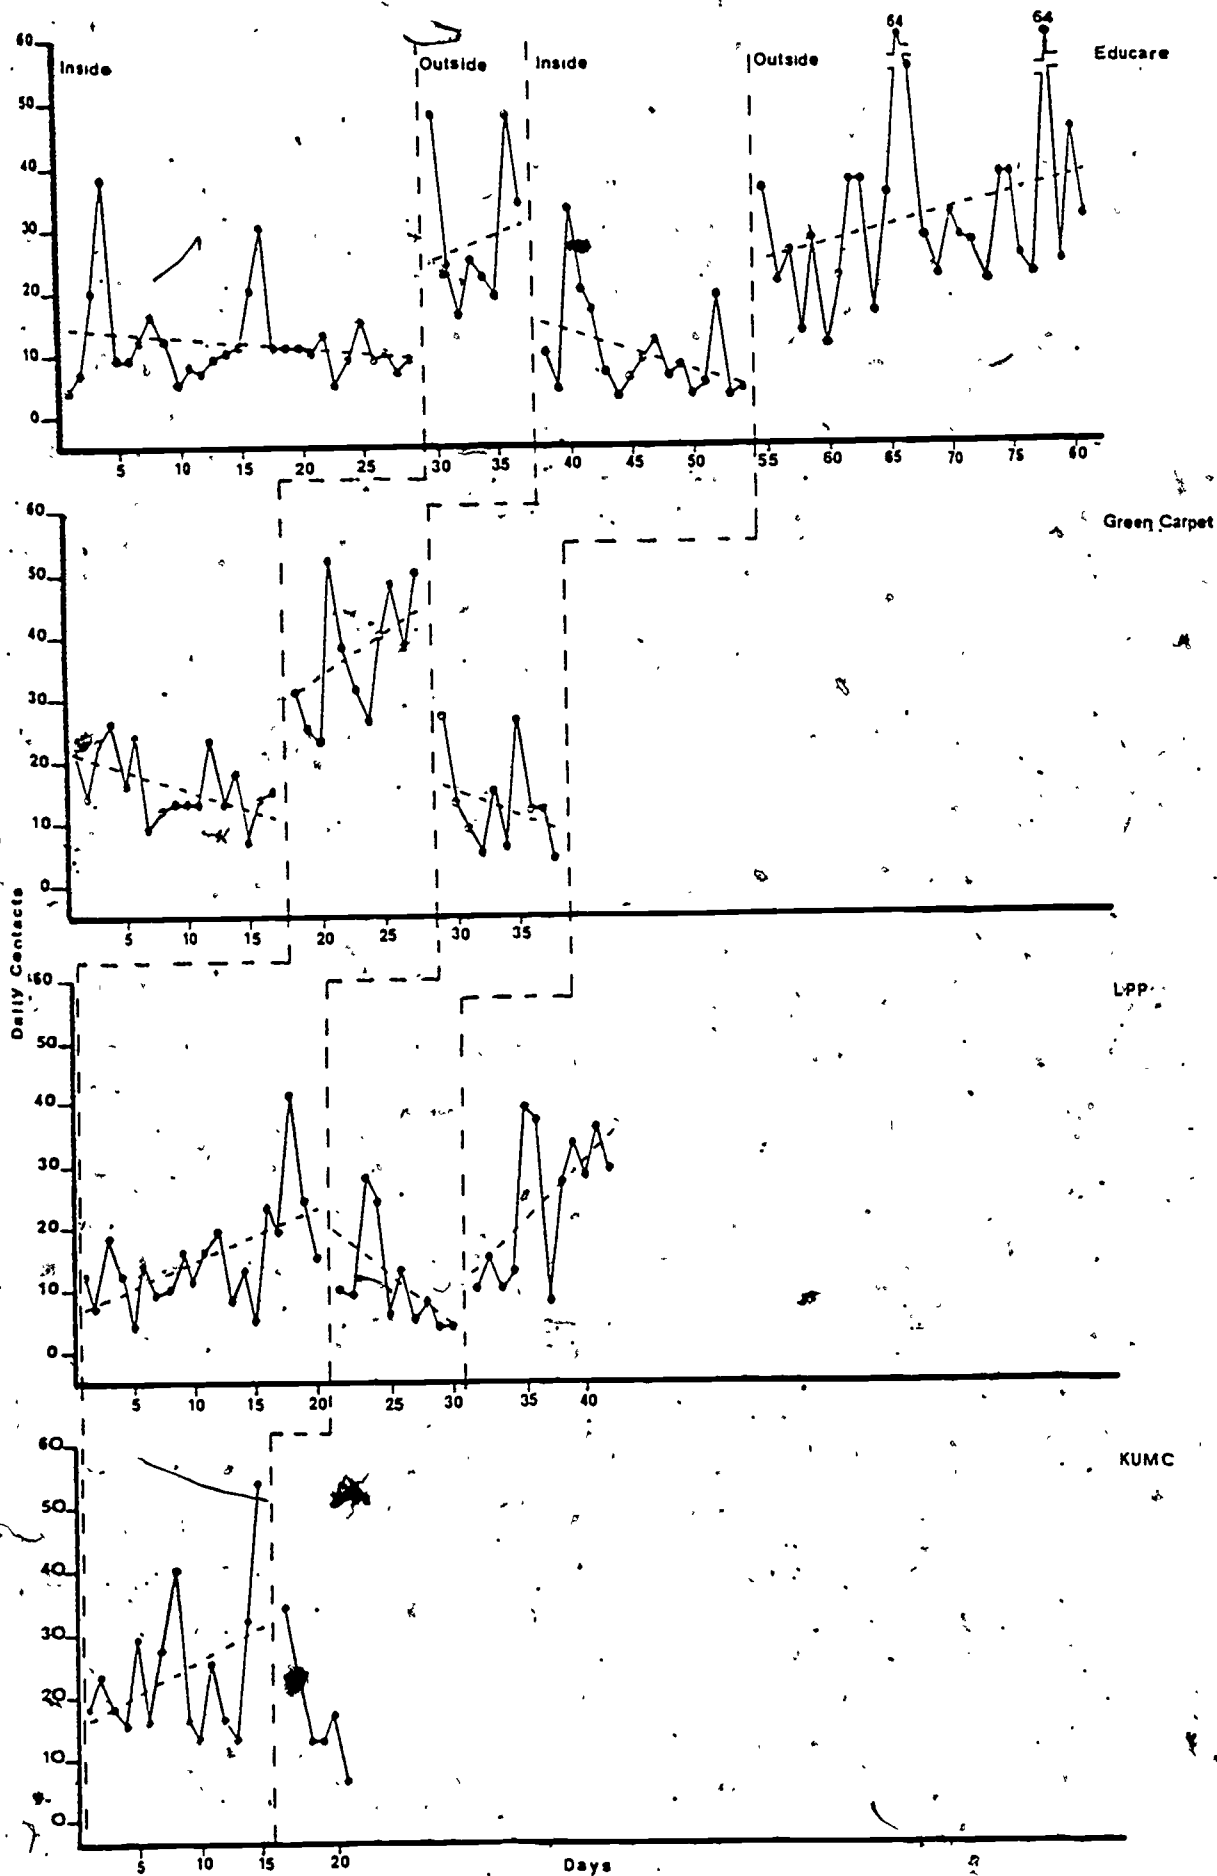 64 64
60 Inside Outside Inside Outside Educare
50
40
30
20
10
0
5 10 15 20 25 30 35 40 45 50 55 60 65 70 75 60
60 Green Carpet
50
40
30
20
10
0
5 10 15 20 25 30 35
Daily Contacts
60 LPP
50
40
30
20
10
0
5 10 15 20 25 30 35 40
60 KUMC
50
40
30
20
10
0
5 10 15 20 Days